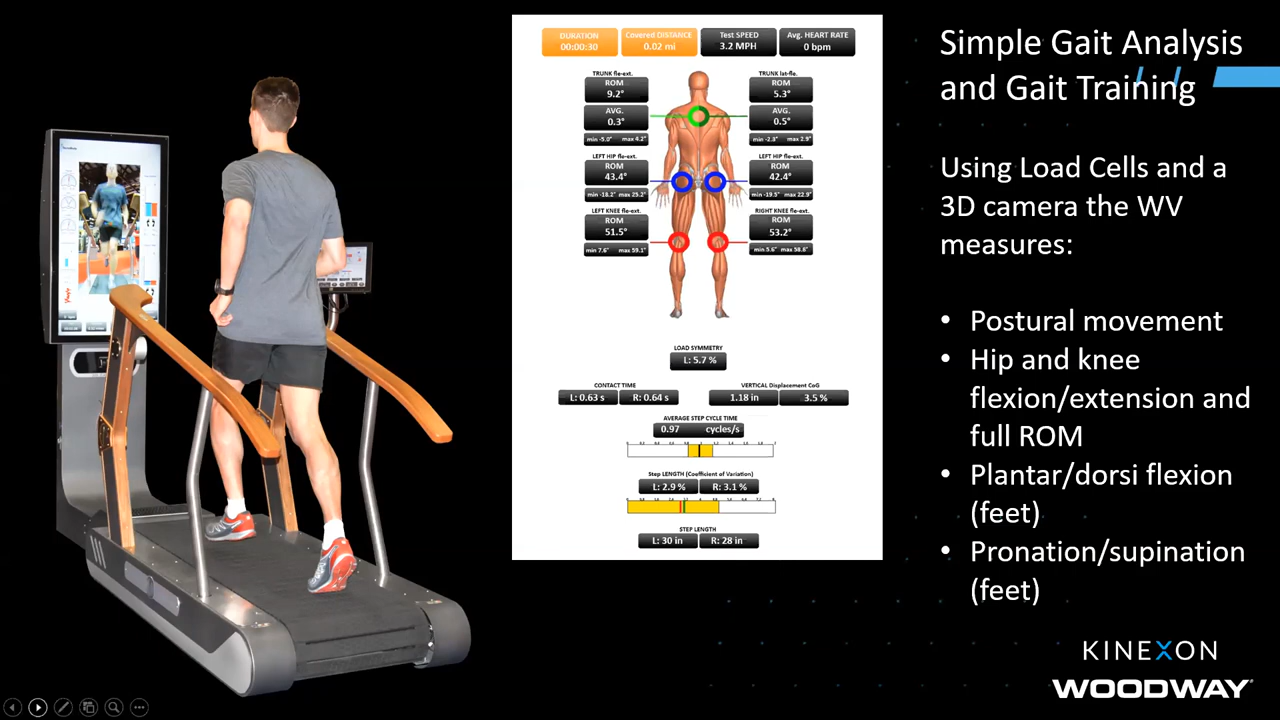 DURATION
00:00:30
Covered DISTANCE
0.02 mi
Test SPEED
3.2 MPH
Avg. HEART RATE
0 bpm
TRUNK fle-ext.
ROM
9.2°
AVG.
0.3°
min -5.0° max 4.2°
TRUNK lat-fle.
ROM
5.3°
AVG.
0.5°
min -2.3° max 2.9°
LEFT HIP fle-ext.
ROM
43.4°
min -18.2° max 25.2°
LEFT HIP fle-ext.
ROM
42.4°
min -19.5° max 22.9°
LEFT KNEE fle-ext.
ROM
51.5°
min 7.6° max 59.1°
RIGHT KNEE fle-ext.
ROM
53.2°
min 5.6° max 58.8°
LOAD SYMMETRY
L: 5.7 %
CONTACT TIME
L: 0.63 s R: 0.64 s
VERTICAL Displacement CoG
1.18 in 3.5 %
AVERAGE STEP CYCLE TIME
0.97 cycles/s
Step LENGTH (Coefficient of Variation)
L: 2.9 % R: 3.1 %
STEP LENGTH
L: 30 in R: 28 in
Simple Gait Analysis
and Gait Training
Using Load Cells and a
3D camera the WV
measures:
• Postural movement
• Hip and knee
flexion/extension and
full ROM
• Plantar/dorsi flexion
(feet)
• Pronation/supination
(feet)
KINEXON
WOODWAY